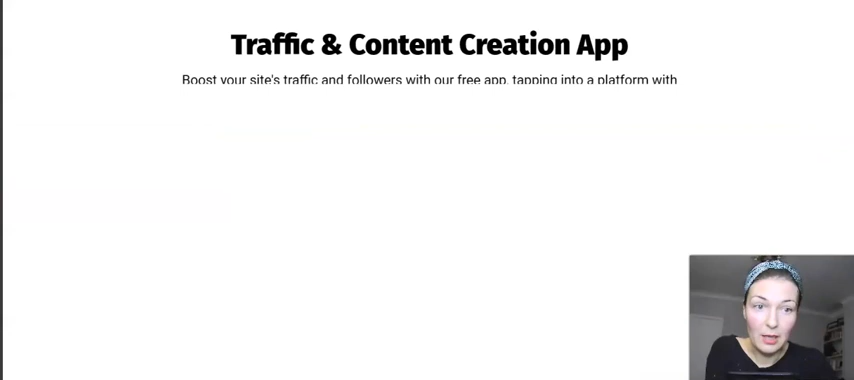 Traffic & Content Creation App
Boost your site's traffic and followers with our free app, tapping into a platform with